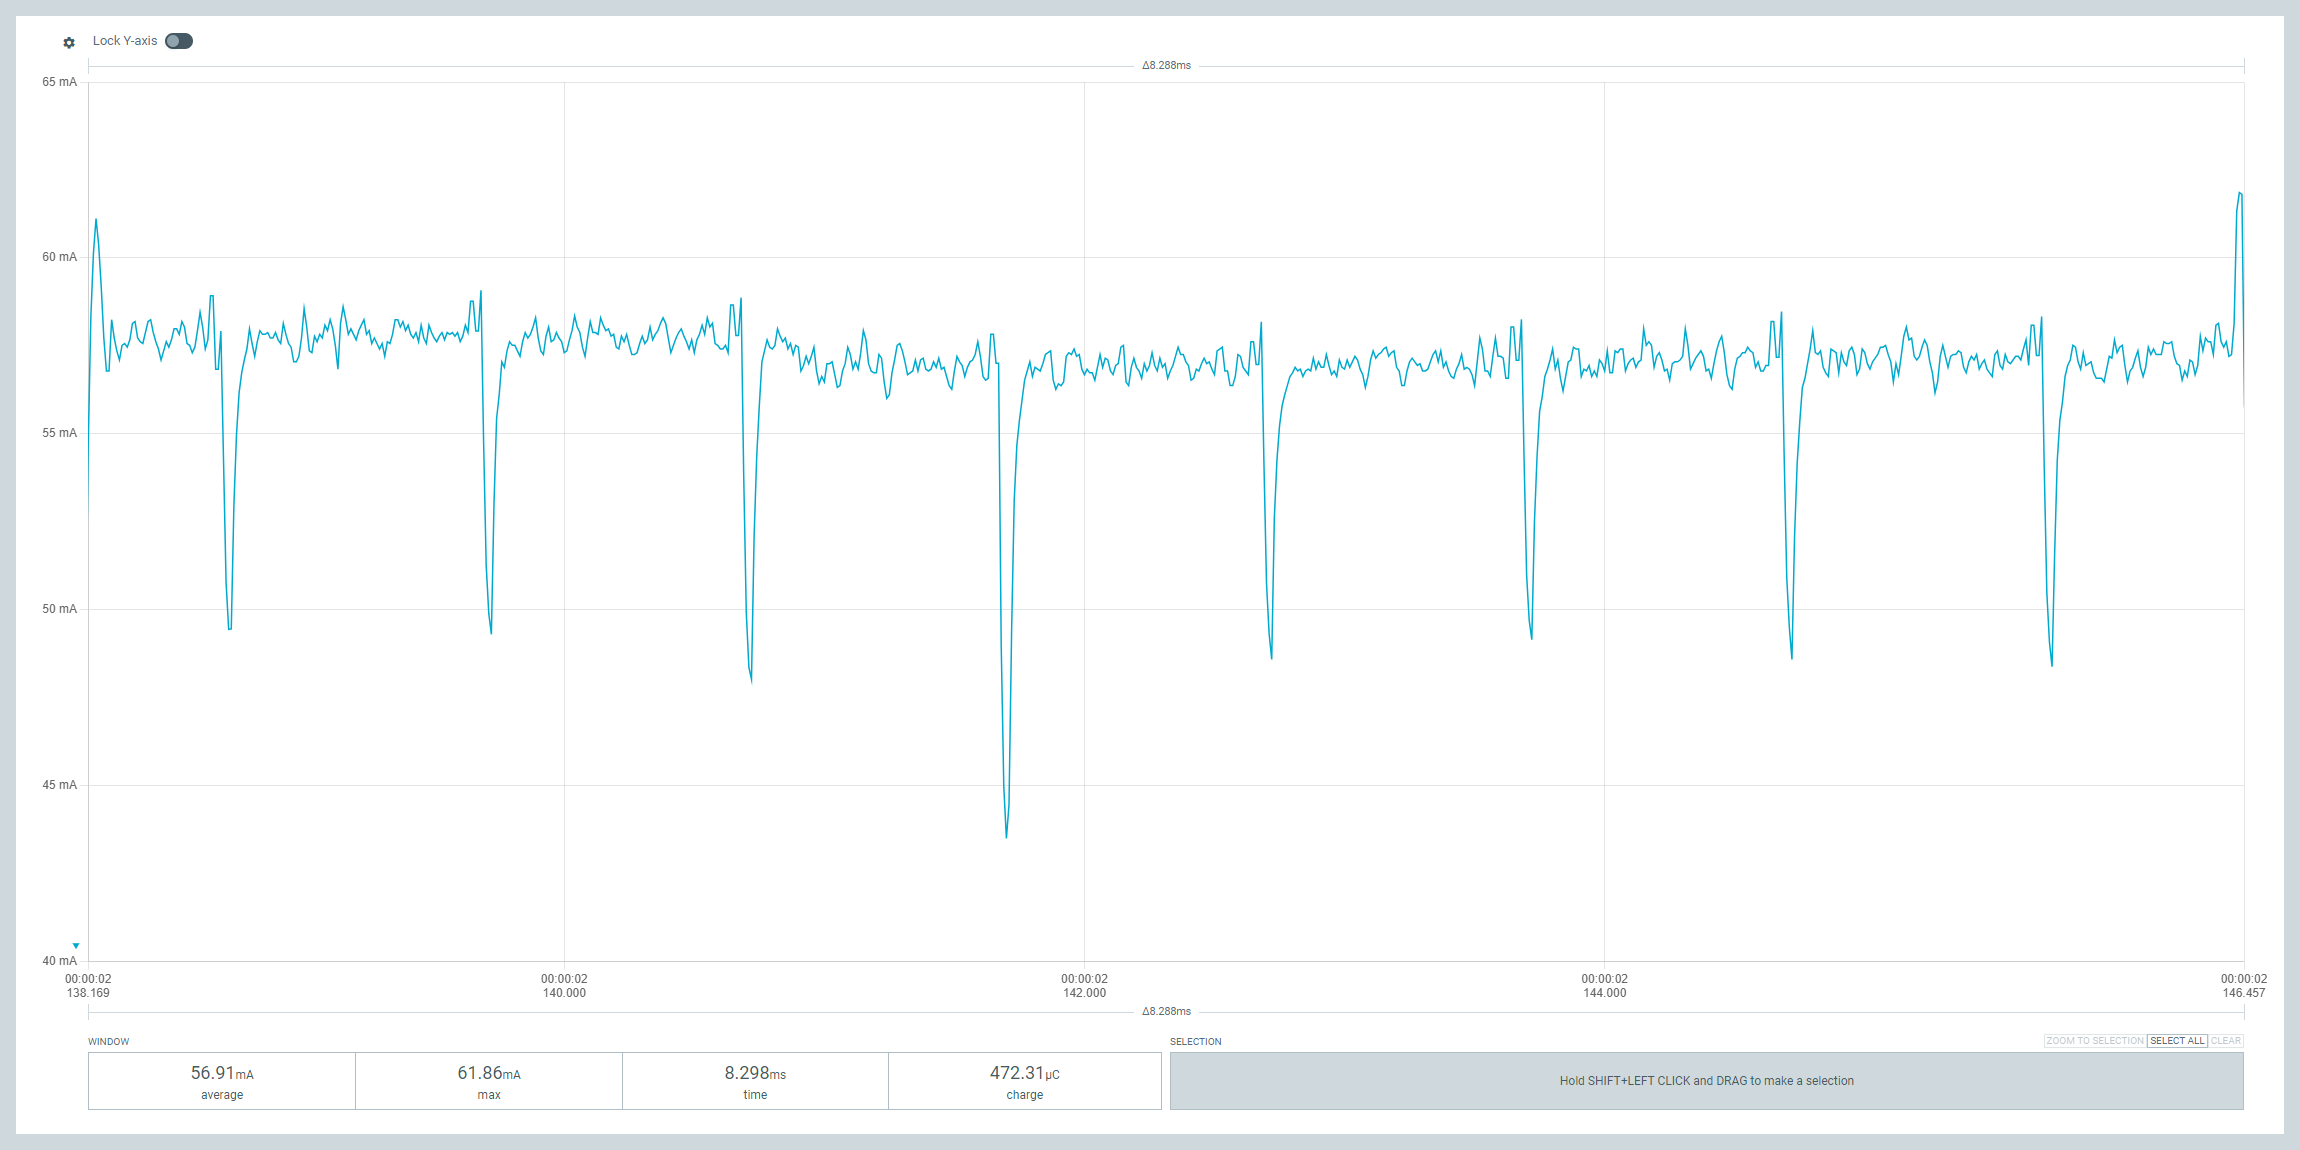 Lock Y-axis
Δ8.288ms
65 mA
60 mA
55 mA
50 mA
45 mA
40 mA
00:00:02 00:00:02 00:00:02 00:00:02 00:00:02
138.169 140.000 142.000 144.000 146.457
Δ8.288ms
WINDOW
56.91mA 61.86mA 8.298ms 472.31μC
average max time charge
SELECTION ZOOM TO SELECTION SELECT ALL CLEAR
Hold SHIFT+LEFT CLICK and DRAG to make a selection